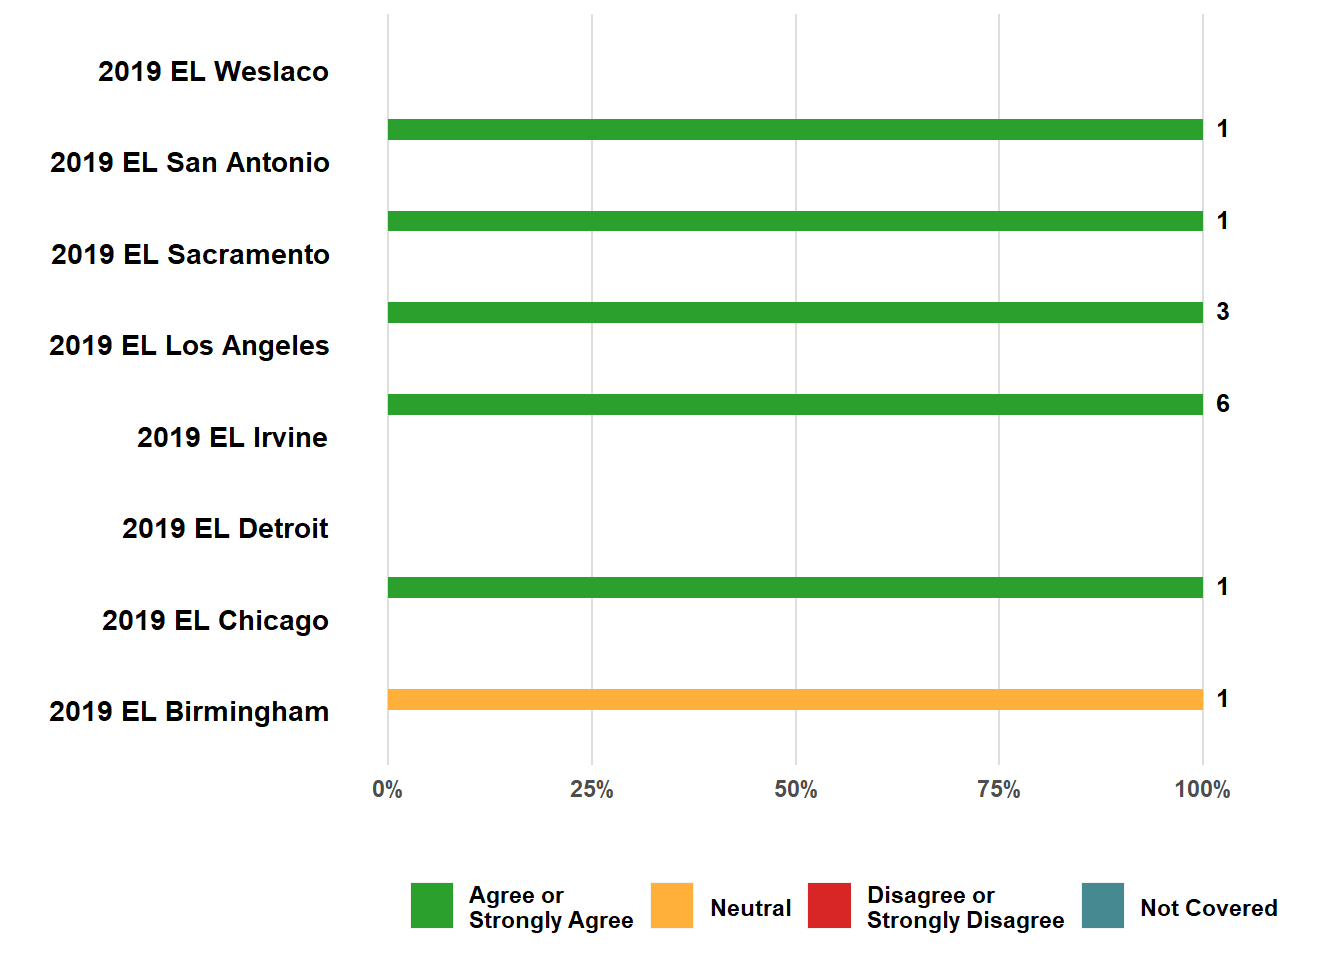 2019 EL Weslaco
1
2019 EL San Antonio
1
2019 EL Sacramento
3
2019 EL Los Angeles
6
2019 EL Irvine
2019 EL Detroit
1
2019 EL Chicago
1
2019 EL Birmingham
0%
25%
50%
75%
100%
Agree or
Strongly Agree
Neutral
Disagree or
Strongly Disagree
Not Covered